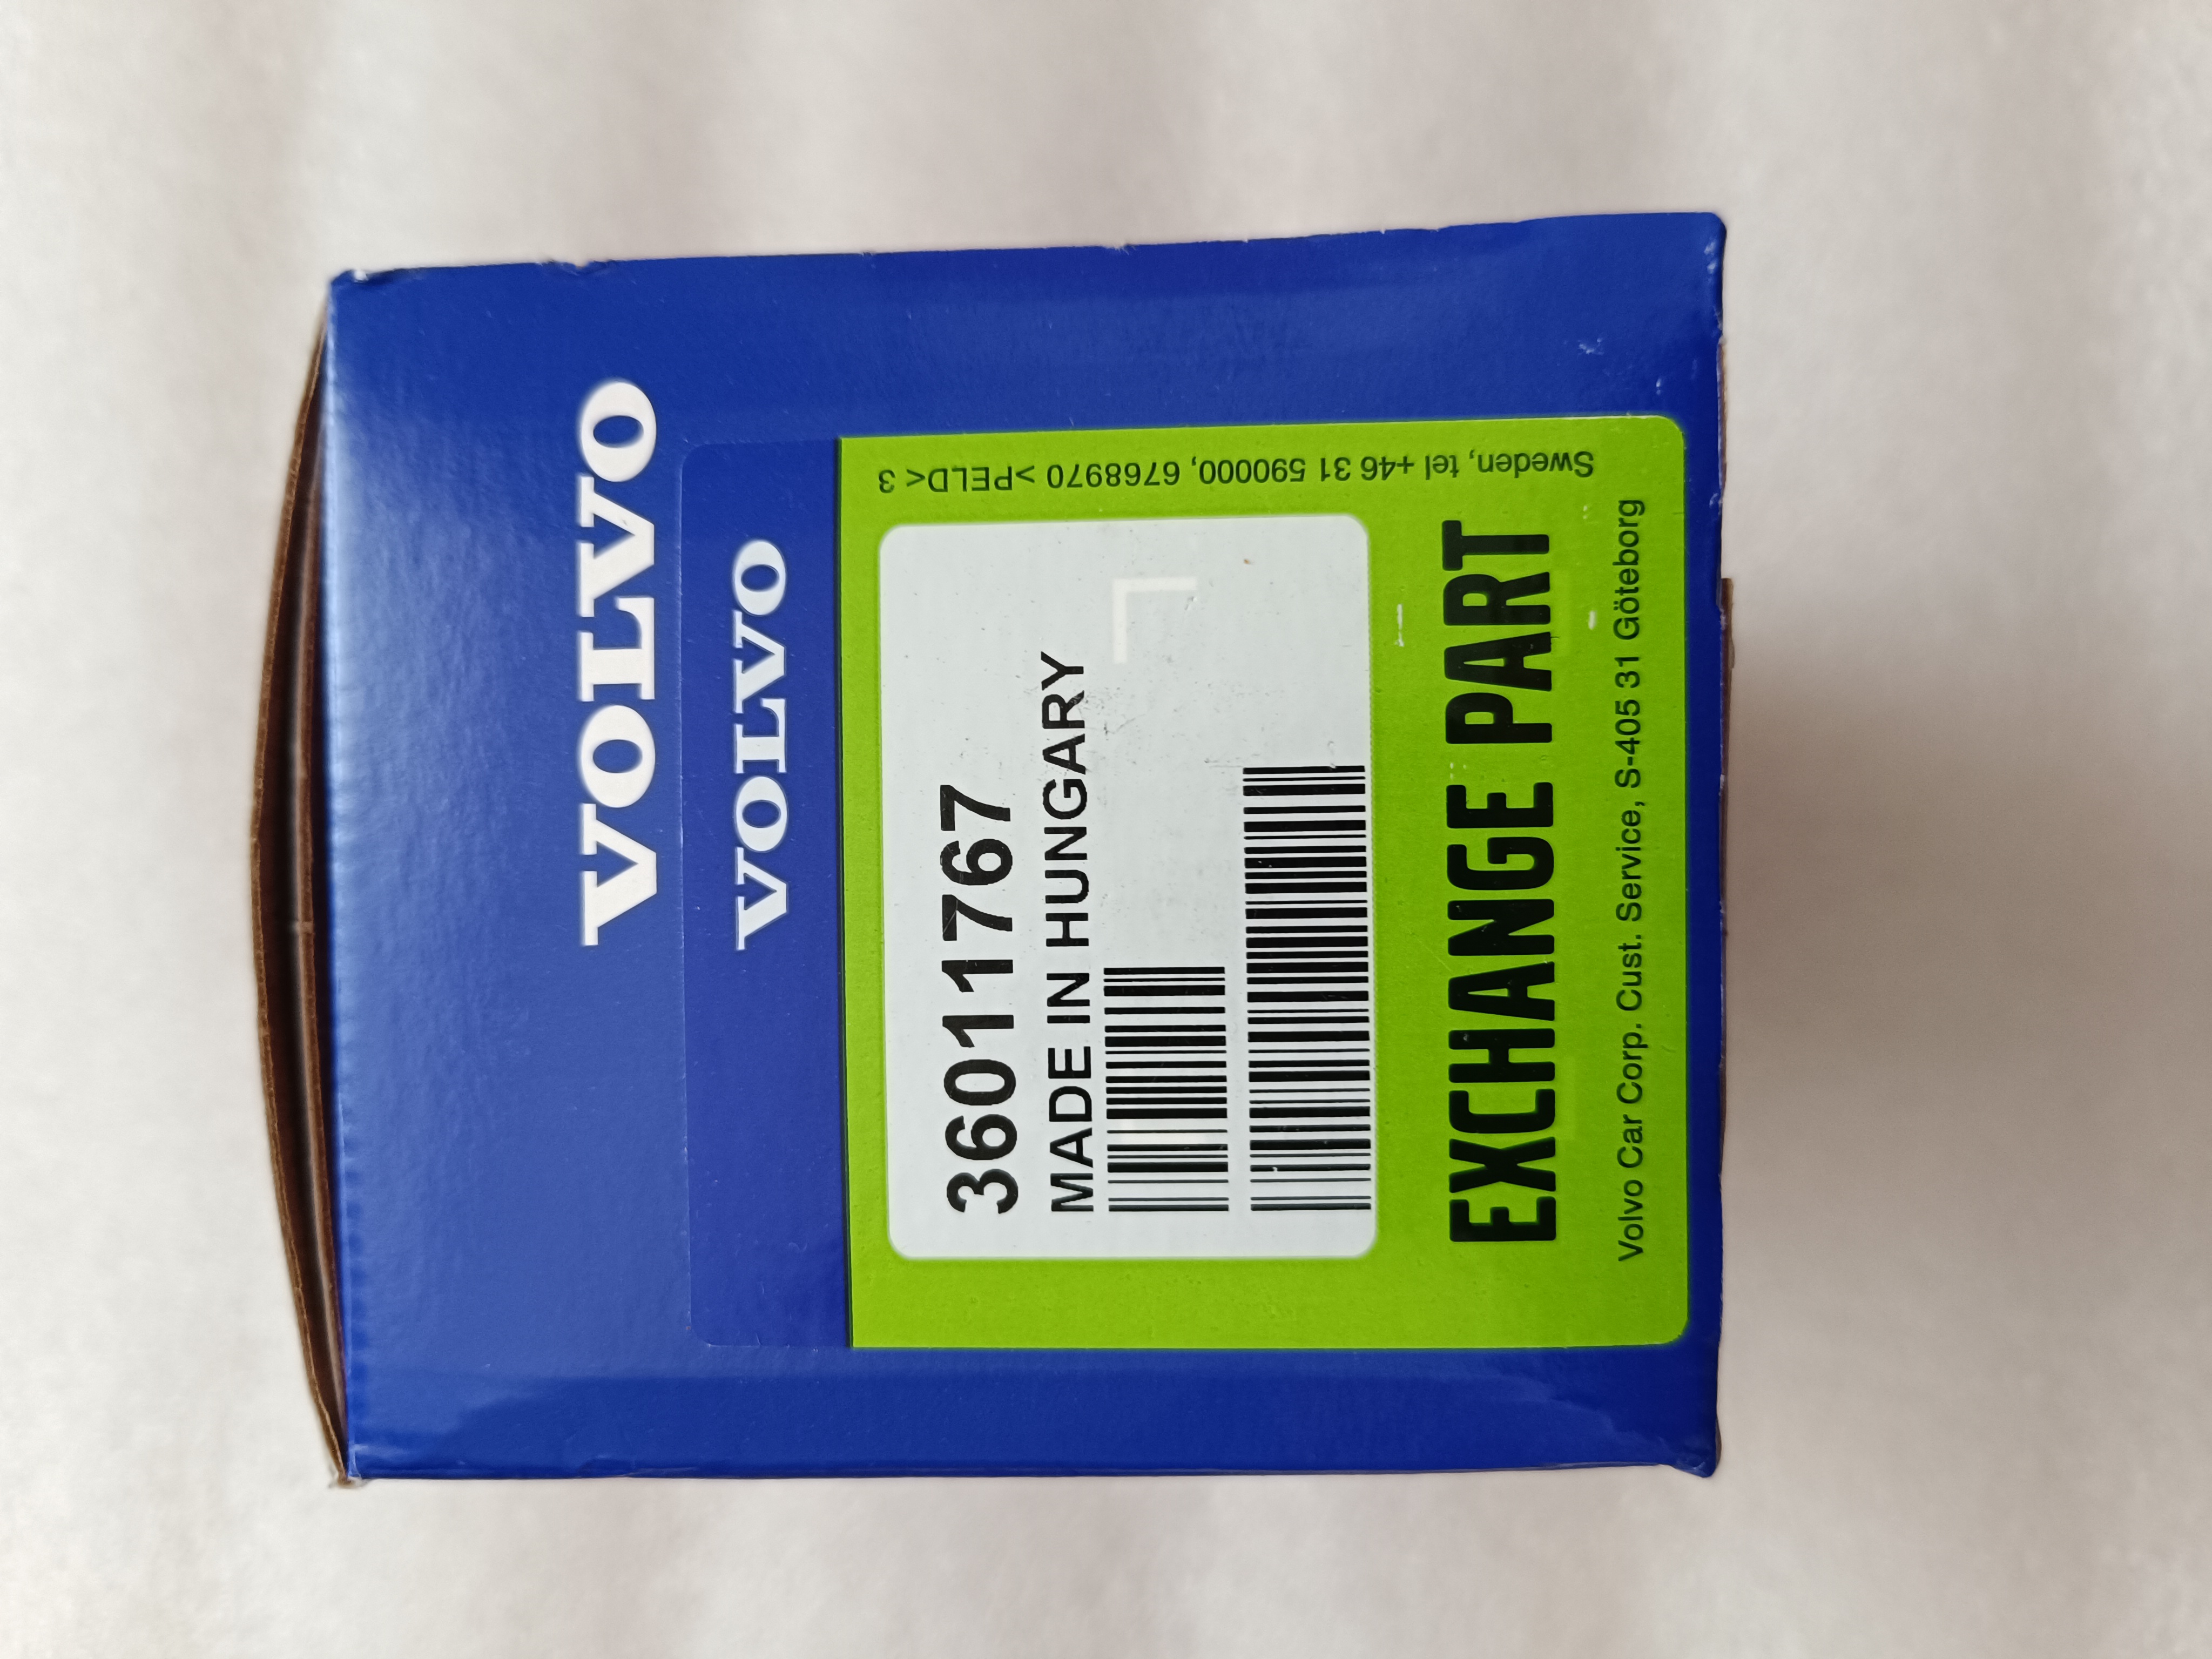 VOLVO
VOLVO
36011767
MADE IN HUNGARY
EXCHANGE PART
Volvo Car Corp. Cust. Service, S-405 31 Göteborg
Sweden, tel +46 31 590000, 6768970 >PELD< 3